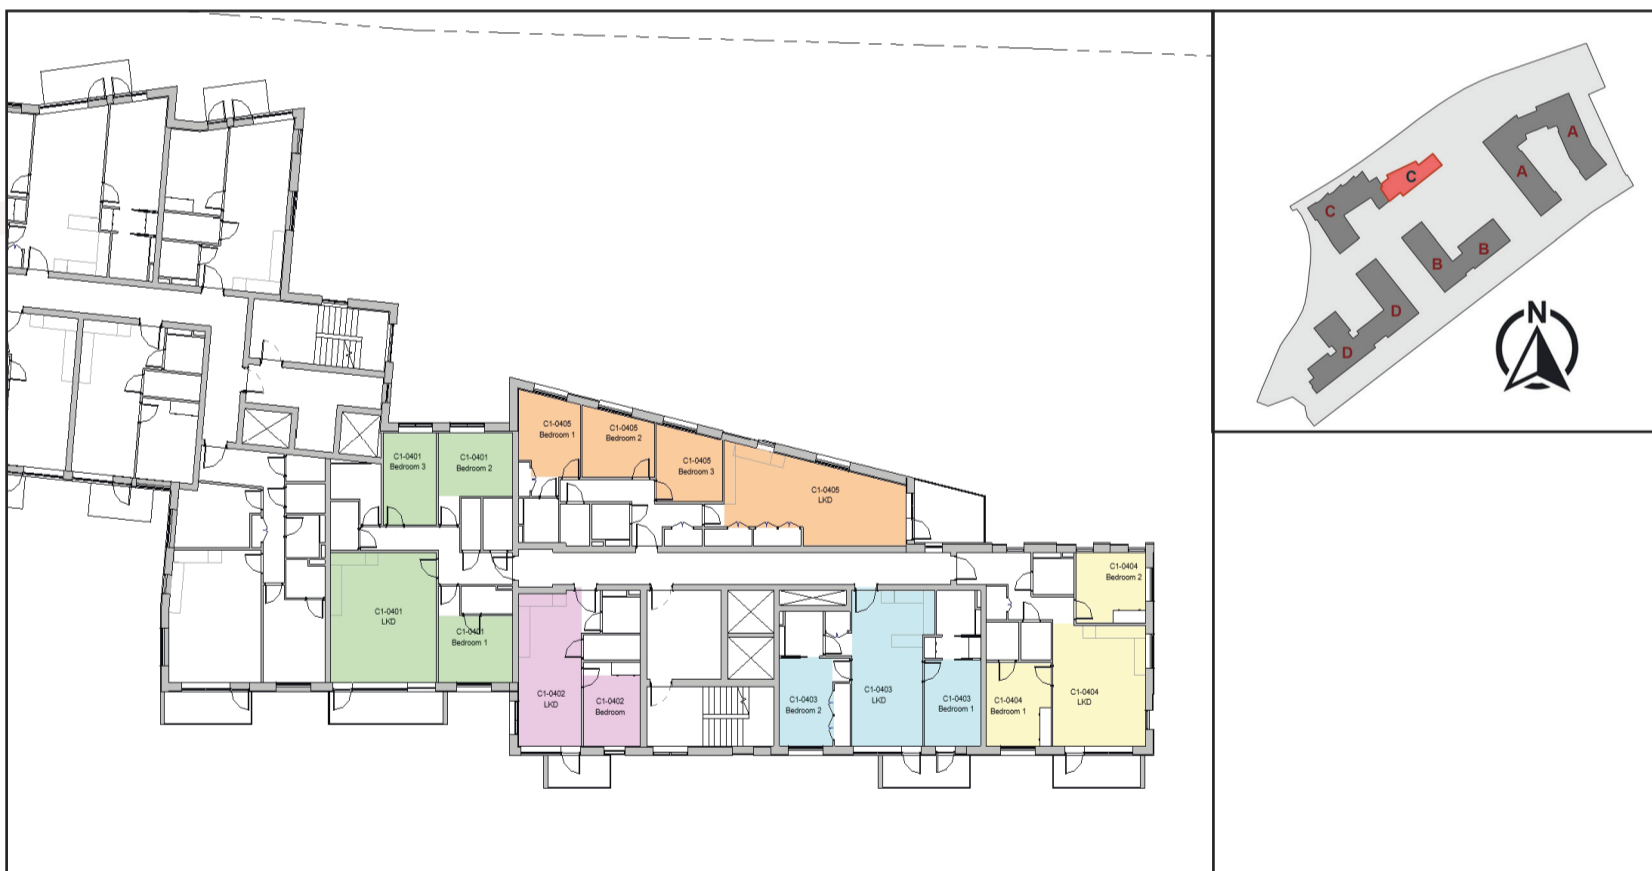 C1-0405
Bedroom 1
C1-0405
Bedroom 2
C1-0405
Bedroom 3
C1-0405
LKD
C1-0401
Bedroom 3
C1-0401
Bedroom 2
C1-0401
LKD
C1-0401
Bedroom 1
C1-0402
LKD
C1-0402
Bedroom
C1-0403
Bedroom 2
C1-0403
LKD
C1-0403
Bedroom 1
C1-0404
Bedroom 2
C1-0404
Bedroom 1
C1-0404
LKD
A
A
C
C
B
B
D
D
N